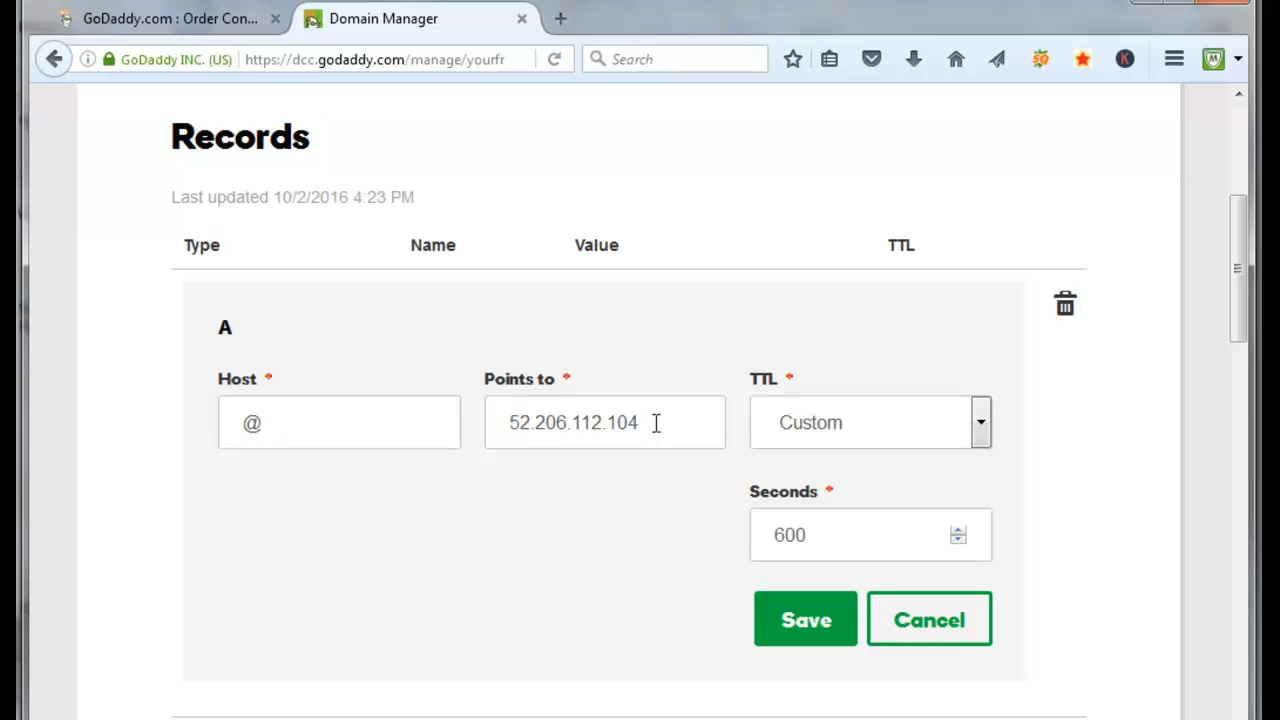 GoDaddy.com : Order Con...
Domain Manager
GoDaddy INC. (US)
https://dcc.godaddy.com/manage/yourfr
Search
Records
Last updated 10/2/2016 4:23 PM
Type Name Value TTL
A
Host * Points to * TTL *
@ 52.206.112.104 Custom
Seconds *
600
Save Cancel